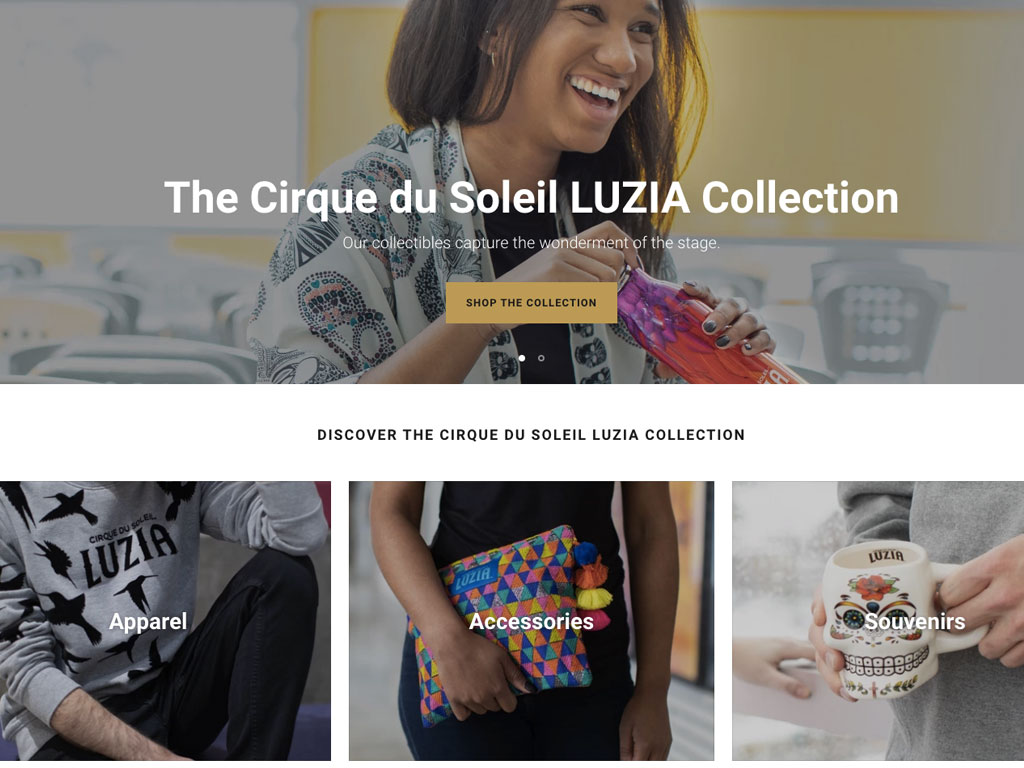 The Cirque du Soleil LUZIA Collection
Our collectibles capture the wonderment of the stage.
SHOP THE COLLECTION
DISCOVER THE CIRQUE DU SOLEIL LUZIA COLLECTION
CIRQUE DU SOLEIL
LUZIA
Apparel
LUZIA
Accessories
LUZIA
Souvenirs